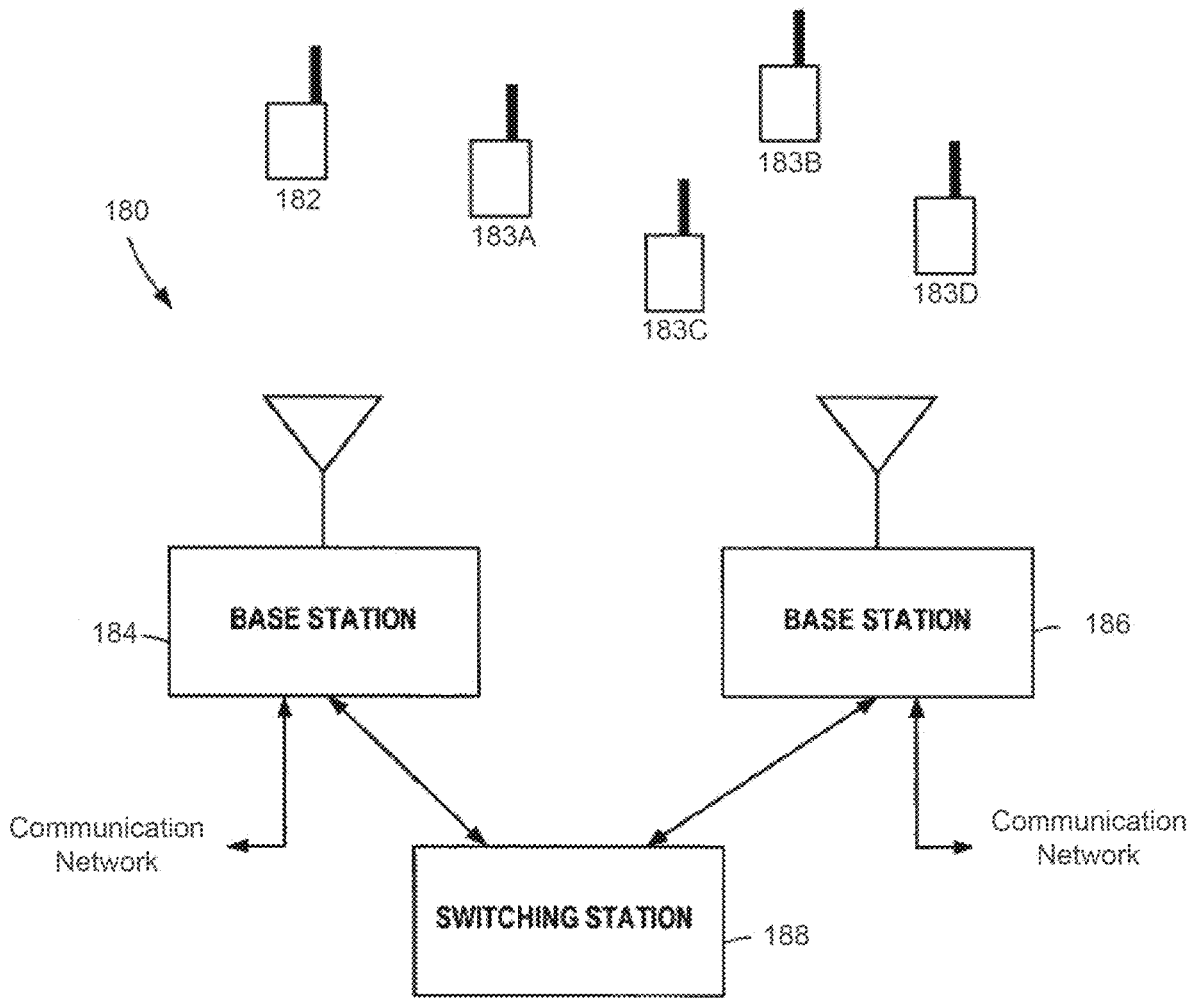 183B
182
180
183A
183D
183C
BASE STATION
BASE STATION
184
186
Communication
Network
Communication
Network
SWITCHING STATION
188